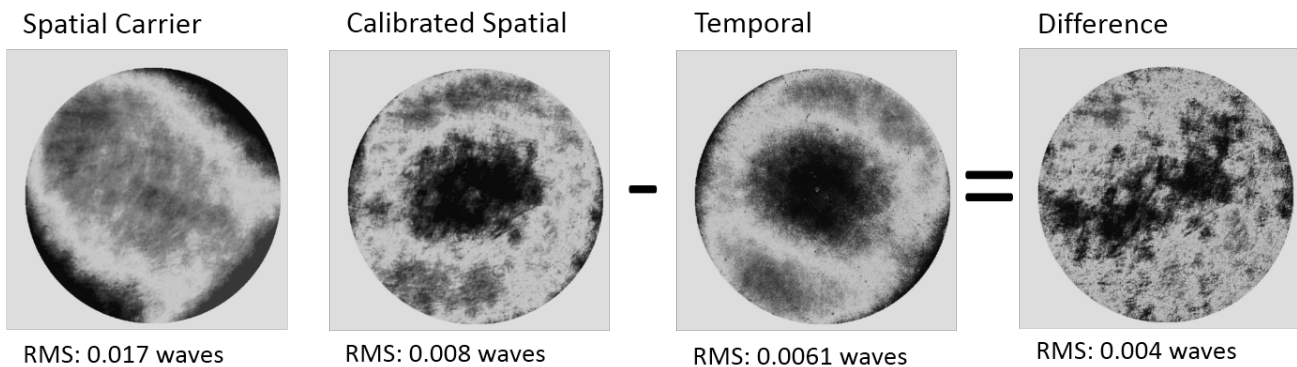 Spatial Carrier
Calibrated Spatial
Temporal
Difference
-
=
RMS: 0.017 waves
RMS: 0.008 waves
RMS: 0.0061 waves
RMS: 0.004 waves